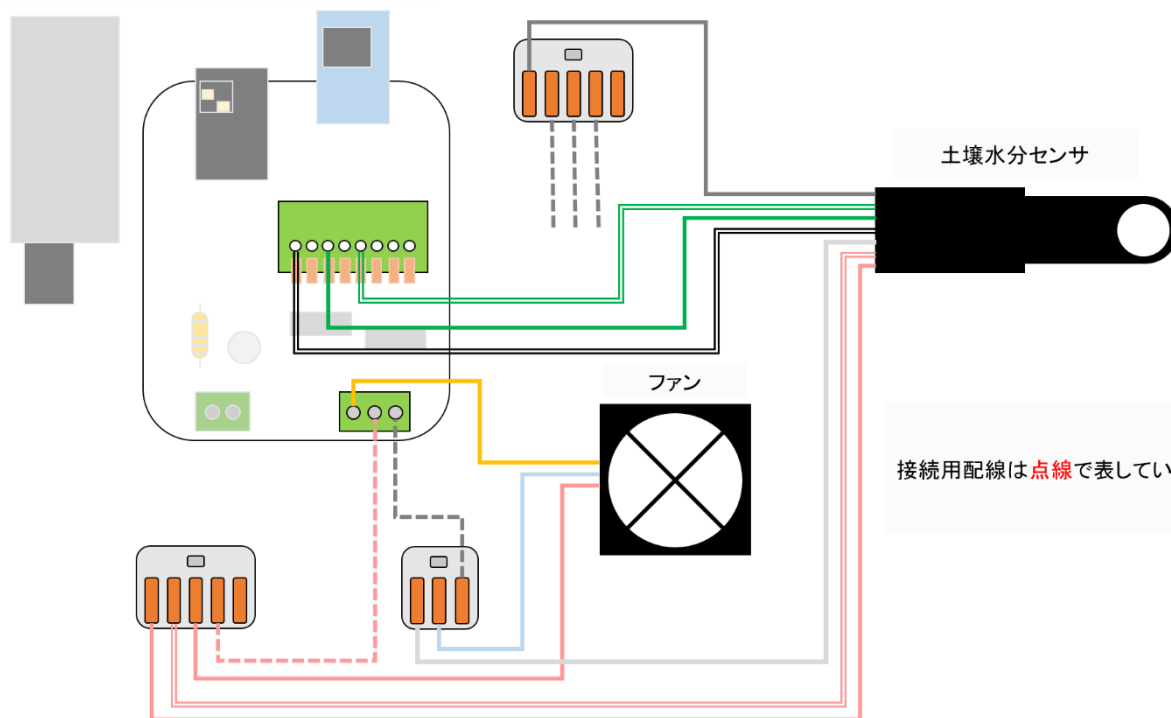 土壌水分センサ
ファン
接続用配線は点線で表してい